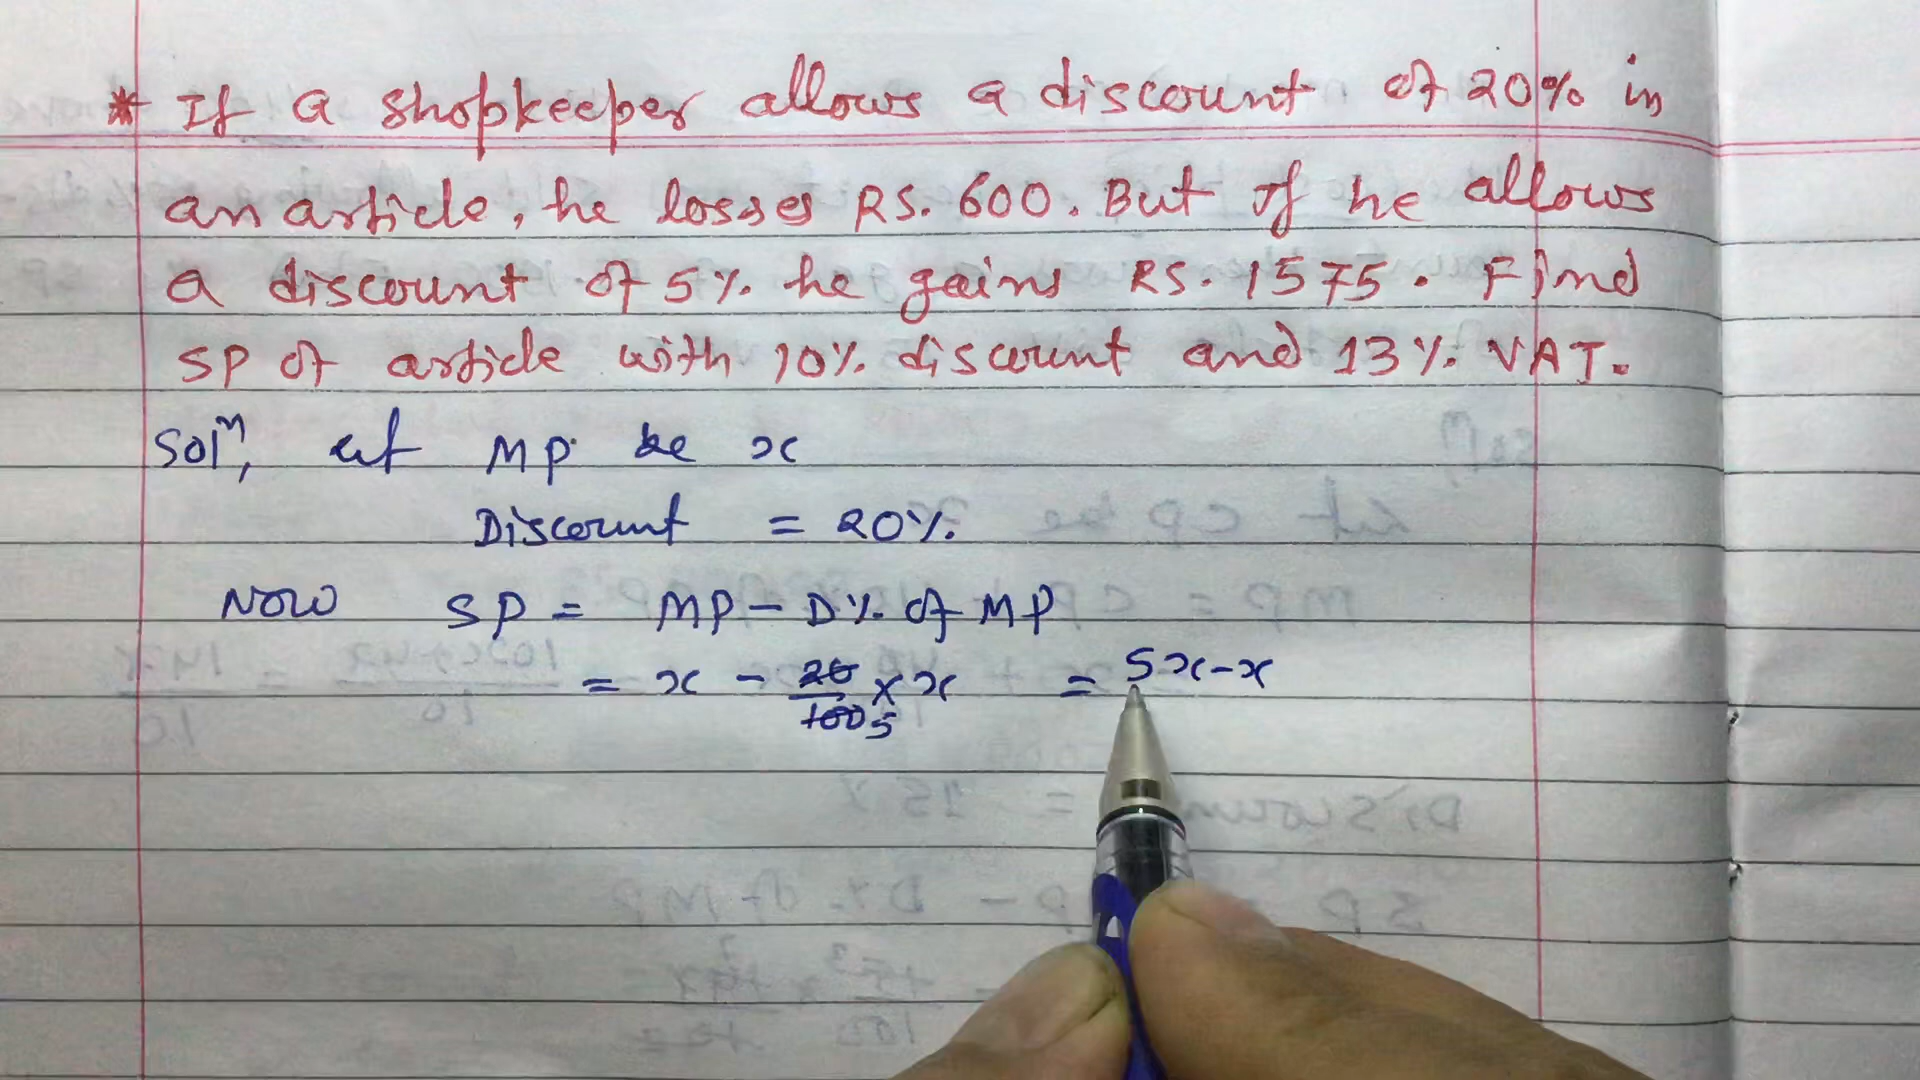 * If a shopkeeper allows a discount of 20% in
an article, he losses RS. 600. But if he allows
a discount of 5% he gains RS. 1575. Find
SP of article with 10% discount and 13% VAT.
Solⁿ, let MP be x
Discount = 20%
Now SP = MP - D% of MP
= x - 20/100 5 × x = 5x-x